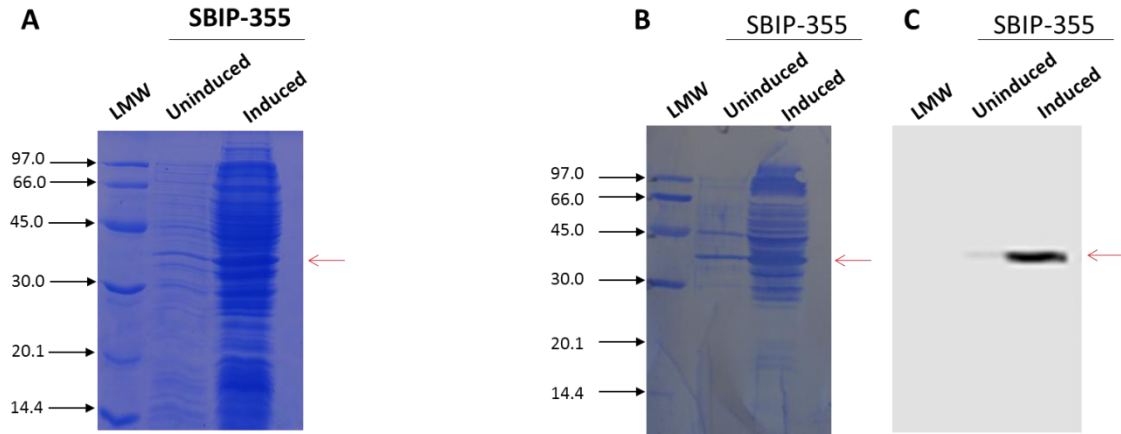 A
SBIP-355
LMW
Uninduced
Induced
97.0
66.0
45.0
30.0
20.1
14.4
B
SBIP-355
LMW
Uninduced
Induced
97.0
66.0
45.0
30.0
20.1
14.4
C
SBIP-355
LMW
Uninduced
Induced